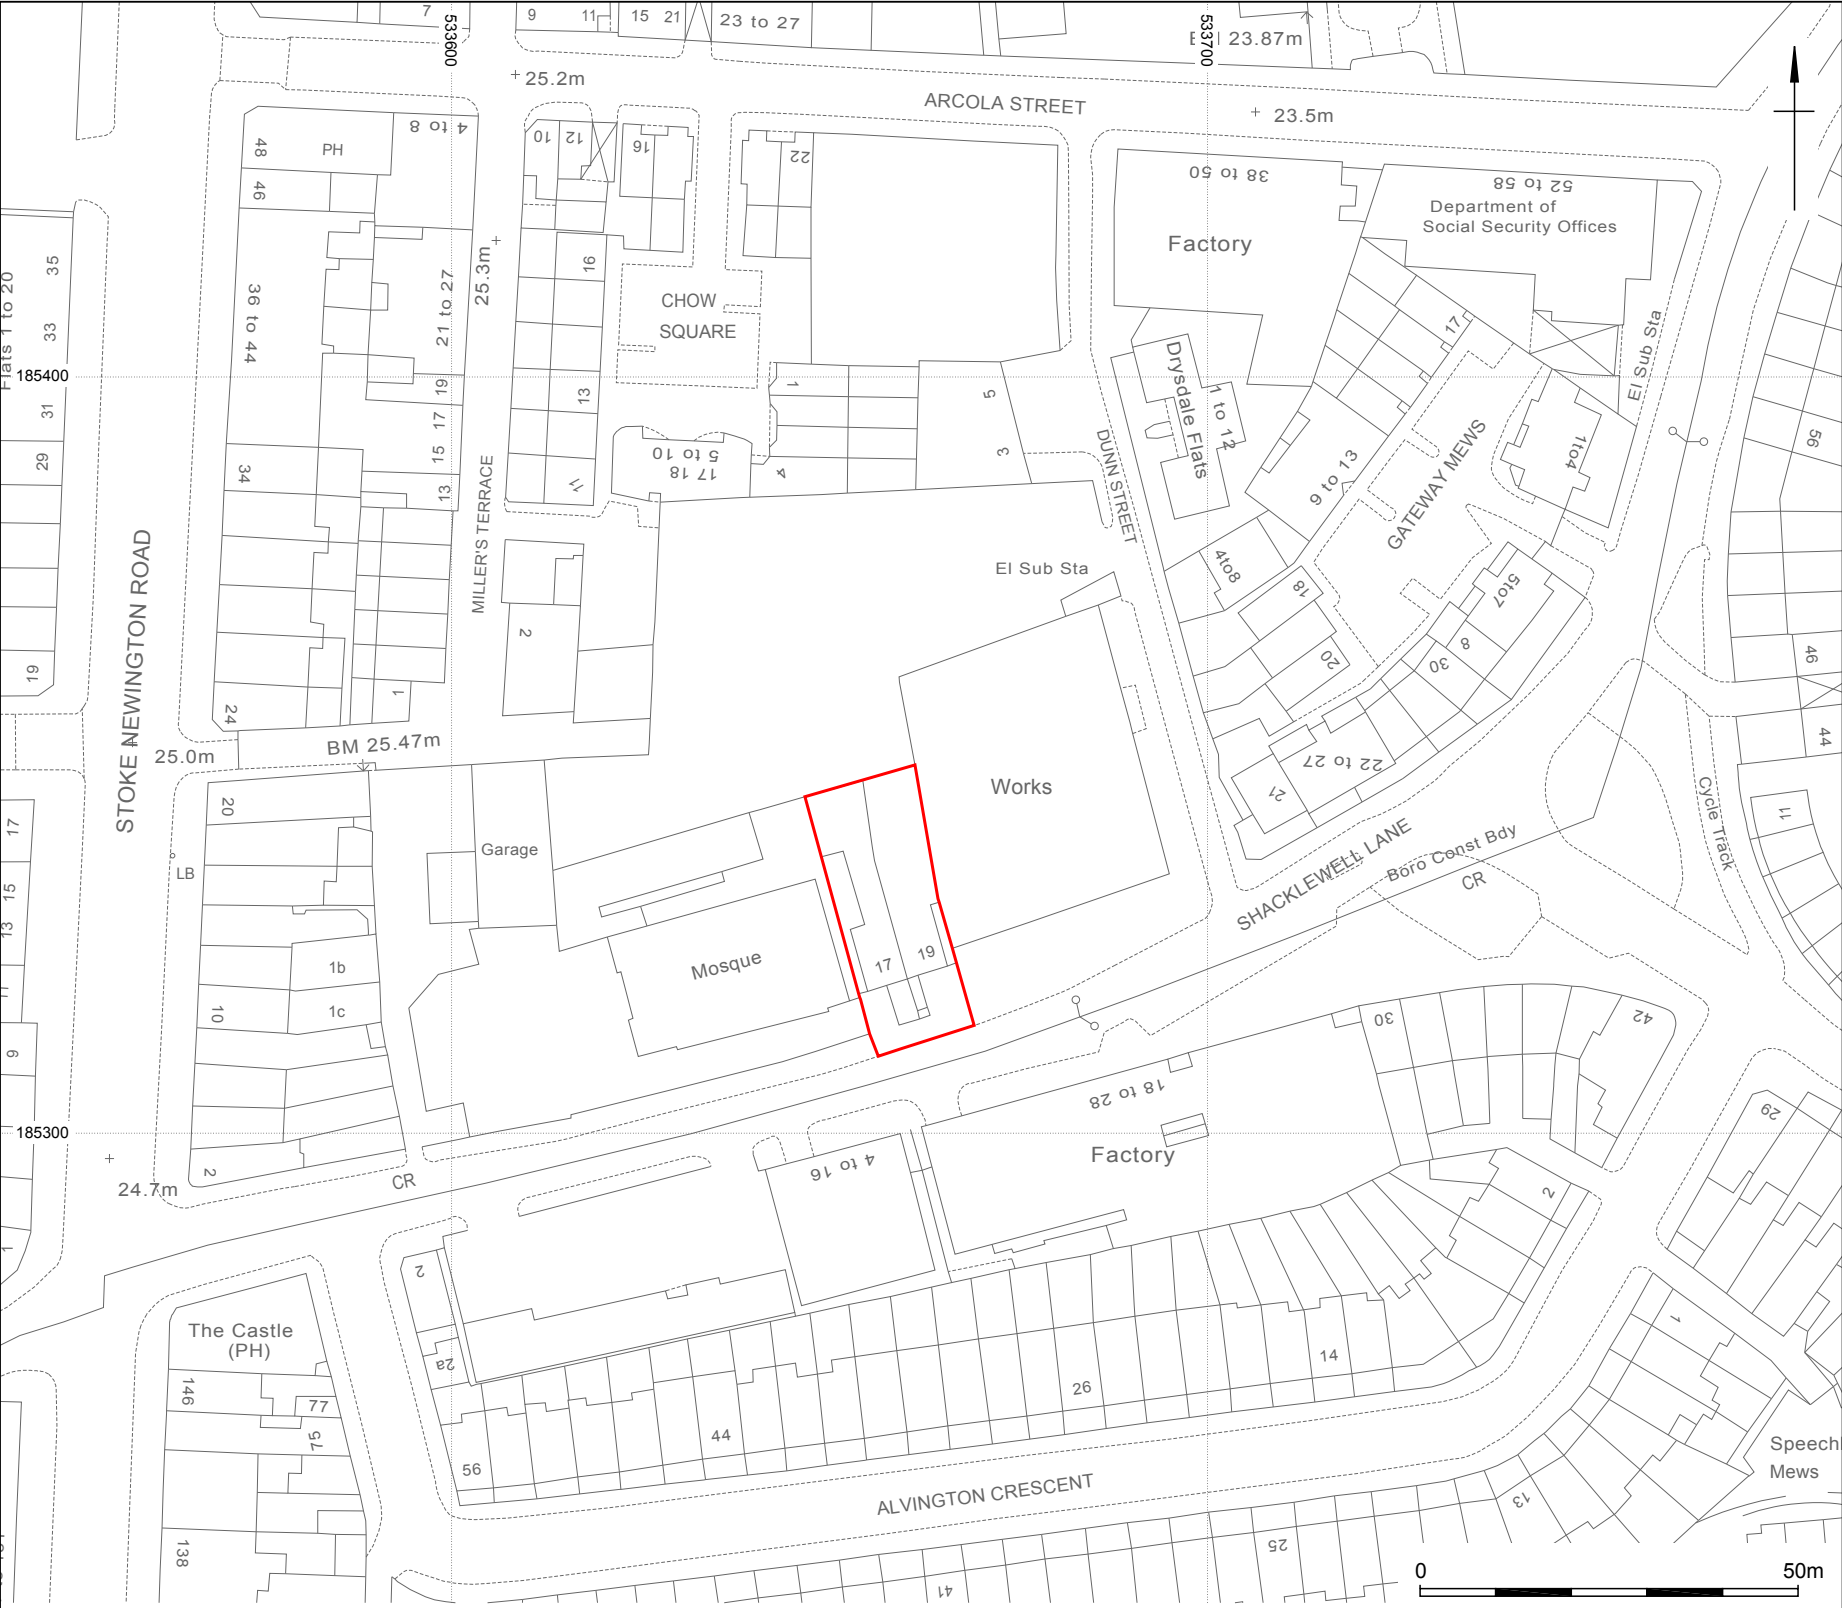 7
533600
9
11
15
21
23 to 27
533700
23.87m
25.2m
ARCOLA STREET
23.5m
48
PH
4 to 8
10
12
16
22
38 to 50
52 to 58
Department of
Social Security Offices
46
Factory
35
36 to 44
21 to 27
25.3m
16
CHOW
SQUARE
33
Flats 1 to 20
17
El Sub Sta
185400
31
19
13
1
5
Drysdale Flats
1 to 12
29
34
17
15
13
11
17 18
5 to 10
4
3
DUNN STREET
9 to 13
GATEWAY MEWS
1to4
56
STOKE NEWINGTON ROAD
MILLER'S TERRACE
El Sub Sta
4to8
18
5to7
2
20
30
8
46
19
24
1
BM 25.47m
25.0m
44
22 to 27
21
Works
Cycle Track
11
20
17
Garage
LB
15
SHACKLEWELL LANE
Boro Const Bdy
CR
13
Mosque
17
19
1b
1c
10
11
9
30
42
18 to 28
29
185300
2
24.7m
CR
4 to 16
Factory
2
1
2
The Castle
(PH)
2a
146
77
75
14
26
44
56
1
Speechl
Mews
ALVINGTON CRESCENT
13
138
25
41
0
50m